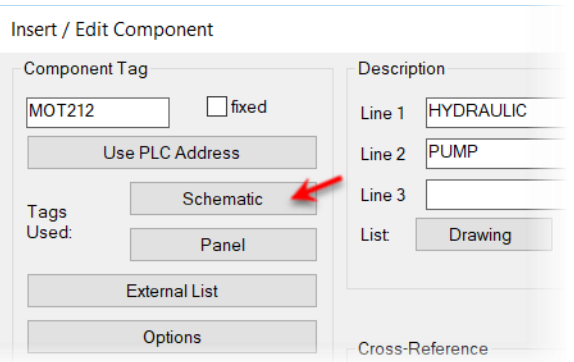 Insert / Edit Component
Component Tag
MOT212
fixed
Use PLC Address
Tags
Used:
Schematic
Panel
External List
Options
Description
Line 1 HYDRAULIC
Line 2 PUMP
Line 3
List: Drawing
Cross-Reference